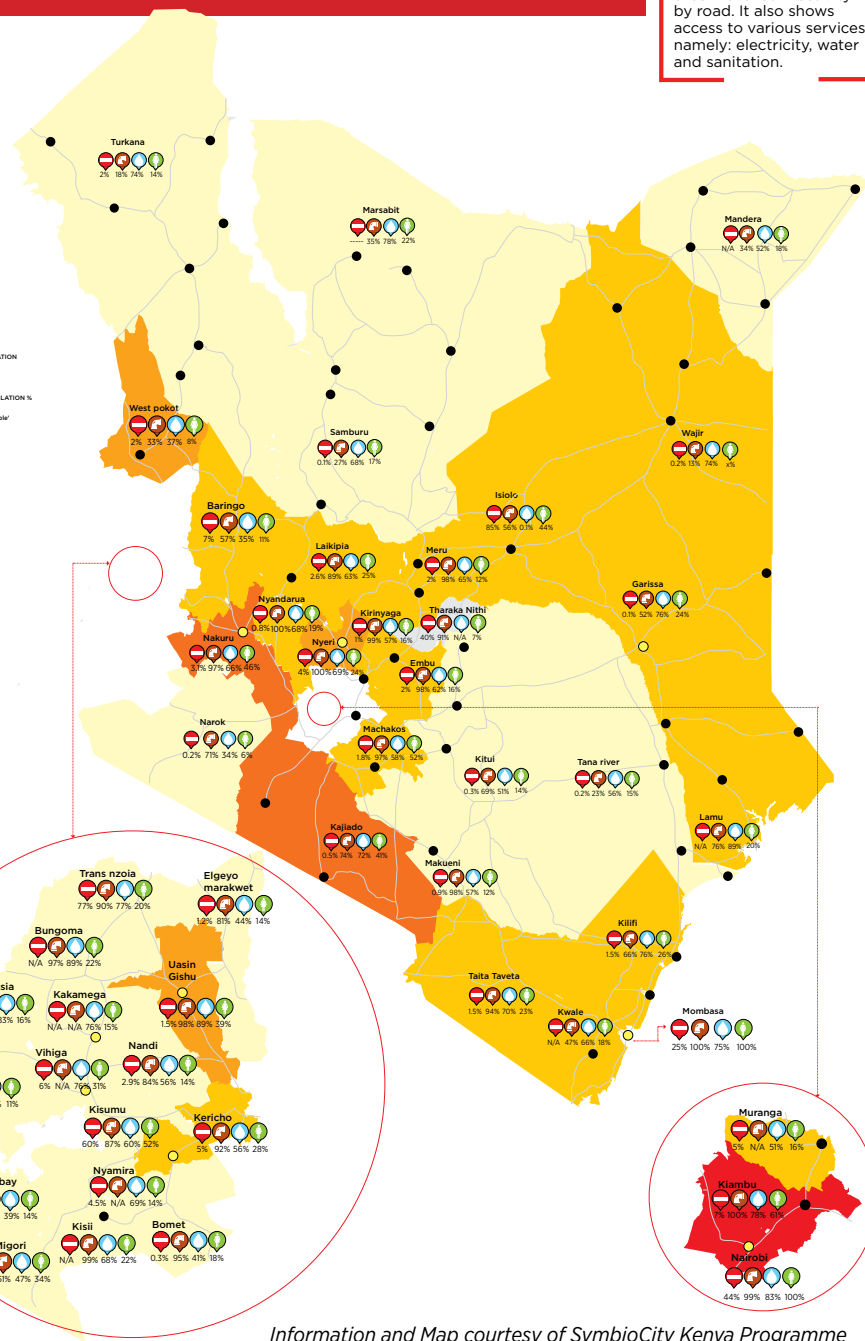 by road. It also shows
access to various services
namely: electricity, water
and sanitation.
Turkana
2% 18% 74% 14%
Marsabit
----- 35% 78% 22%
Mandera
N/A 34% 52% 18%
ATION
LATION %
West pokot
2% 33% 37% 8%
Samburu
0.1% 27% 68% 17%
Wajir
0.2% 13% 74% x%
Baringo
7% 57% 35% 11%
Isiolo
85% 56% 0.1% 44%
Laikipia
2.6% 89% 63% 25%
Meru
2% 98% 65% 12%
Garissa
0.1% 52% 76% 24%
Nyandarua
0.8% 100% 68% 19%
Kirinyaga
1% 99% 57% 16%
Tharaka Nithi
40% 91% N/A 7%
Nakuru
3.1% 97% 66% 46%
Nyeri
4% 100% 69% 24%
Embu
2% 98% 62% 16%
Narok
0.2% 71% 34% 6%
Machakos
1.8% 97% 58% 52%
Kitui
0.3% 69% 51% 14%
Tana river
0.2% 23% 56% 15%
Lamu
N/A 76% 89% 20%
Kajiado
0.5% 74% 72% 41%
Makueni
0.9% 98% 57% 12%
Trans nzoia
77% 90% 77% 20%
Elgeyo
marakwet
1.2% 81% 44% 14%
Kilifi
1.5% 66% 76% 26%
Bungoma
N/A 97% 89% 22%
Uasin
Gishu
1.5% 98% 89% 39%
Taita Taveta
1.5% 94% 70% 23%
sia
83% 16%
Kakamega
N/A N/A 76% 15%
Kwale
N/A 47% 66% 18%
Mombasa
25% 100% 75% 100%
Vihiga
6% N/A 76% 31%
Nandi
2.9% 84% 56% 14%
% 11%
Kisumu
60% 87% 60% 52%
Kericho
5% 92% 56% 28%
Muranga
5% N/A 51% 16%
Nyamira
4.5% N/A 69% 14%
Kiambu
7% 100% 78% 61%
bay
39% 14%
Kisii
N/A 99% 68% 22%
Bomet
0.3% 95% 41% 18%
Migori
51% 47% 34%
Nairobi
44% 99% 83% 100%
Information and Map courtesy of SymbioCity Kenya Programme